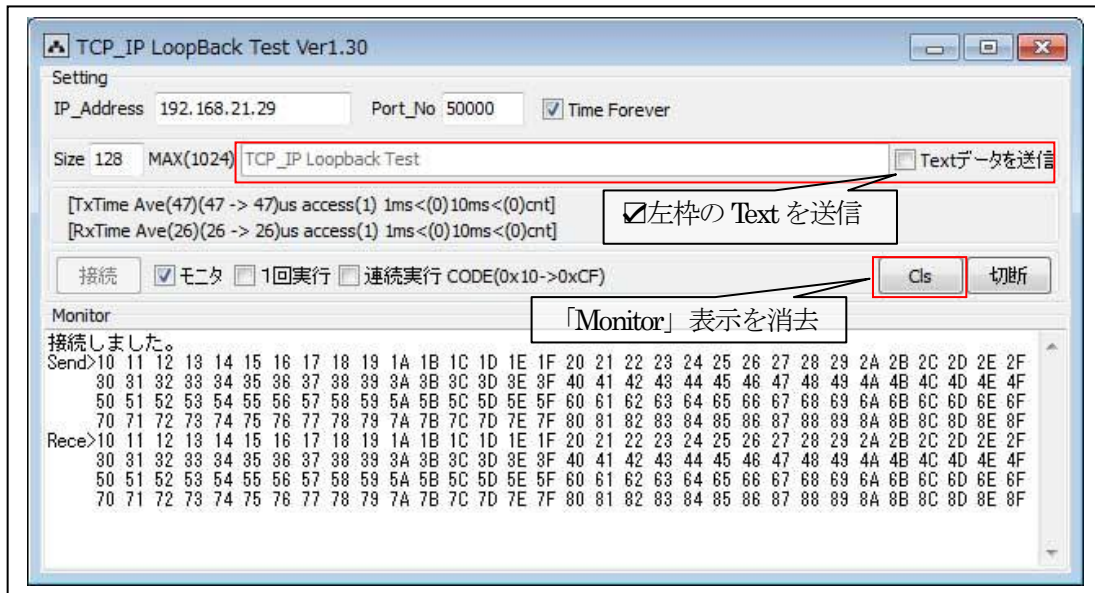 TCP_IP LoopBack Test Ver1.30
Setting
IP_Address 192.168.21.29 Port_No 50000 Time Forever
Size 128 MAX(1024) TCP_IP Loopback Test Textデータを送信
[TxTime Ave(47)(47 -> 47)us access(1) 1ms<(0)10ms<(0)cnt]
[RxTime Ave(26)(26 -> 26)us access(1) 1ms<(0)10ms<(0)cnt]
☑左枠の Text を送信
接続 モニタ 1回実行 連続実行 CODE(0x10->0xCF) Cls 切断
「Monitor」表示を消去
Monitor
接続しました。
Send>10 11 12 13 14 15 16 17 18 19 1A 1B 1C 1D 1E 1F 20 21 22 23 24 25 26 27 28 29 2A 2B 2C 2D 2E 2F
30 31 32 33 34 35 36 37 38 39 3A 3B 3C 3D 3E 3F 40 41 42 43 44 45 46 47 48 49 4A 4B 4C 4D 4E 4F
50 51 52 53 54 55 56 57 58 59 5A 5B 5C 5D 5E 5F 60 61 62 63 64 65 66 67 68 69 6A 6B 6C 6D 6E 6F
70 71 72 73 74 75 76 77 78 79 7A 7B 7C 7D 7E 7F 80 81 82 83 84 85 86 87 88 89 8A 8B 8C 8D 8E 8F
Rece>10 11 12 13 14 15 16 17 18 19 1A 1B 1C 1D 1E 1F 20 21 22 23 24 25 26 27 28 29 2A 2B 2C 2D 2E 2F
30 31 32 33 34 35 36 37 38 39 3A 3B 3C 3D 3E 3F 40 41 42 43 44 45 46 47 48 49 4A 4B 4C 4D 4E 4F
50 51 52 53 54 55 56 57 58 59 5A 5B 5C 5D 5E 5F 60 61 62 63 64 65 66 67 68 69 6A 6B 6C 6D 6E 6F
70 71 72 73 74 75 76 77 78 79 7A 7B 7C 7D 7E 7F 80 81 82 83 84 85 86 87 88 89 8A 8B 8C 8D 8E 8F